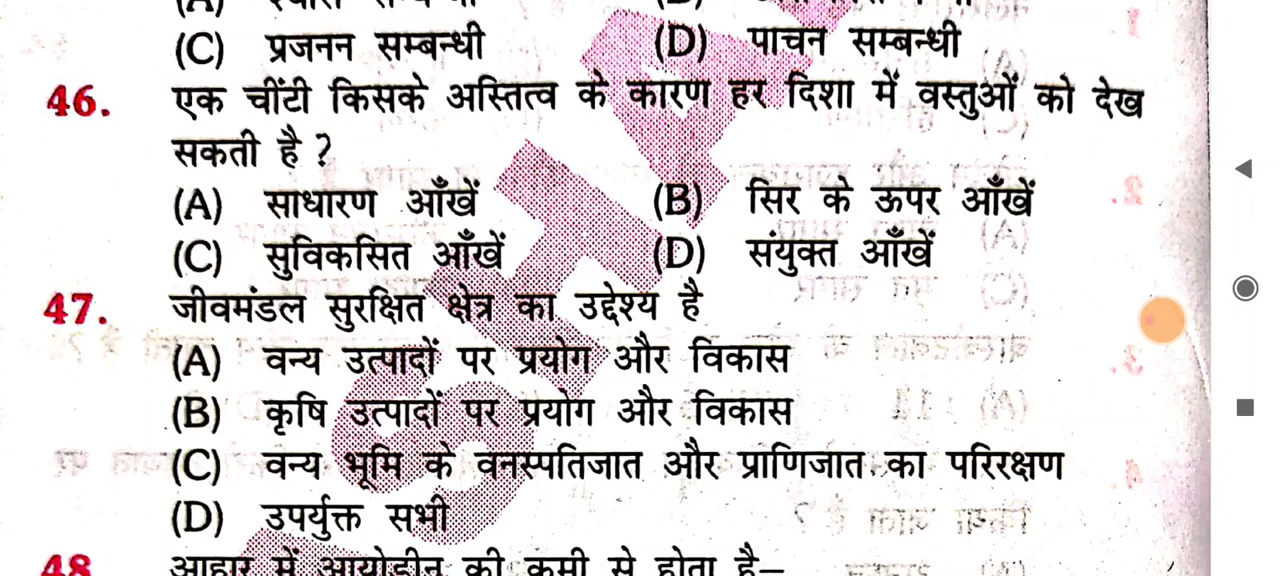 (C) प्रजनन सम्बन्धी (D) पाचन सम्बन्धी
46. एक चींटी किसके अस्तित्व के कारण हर दिशा में वस्तुओं को देख
सकती है ?
(A) साधारण आँखें (B) सिर के ऊपर आँखें
(C) सुविकसित आँखें (D) संयुक्त आँखें
47. जीवमंडल सुरक्षित क्षेत्र का उद्देश्य है
(A) वन्य उत्पादों पर प्रयोग और विकास
(B) कृषि उत्पादों पर प्रयोग और विकास
(C) वन्य भूमि के वनस्पतिजात और प्राणिजात का परिरक्षण
(D) उपर्युक्त सभी
48 आहार में आयोडीन की कमी से होता है–